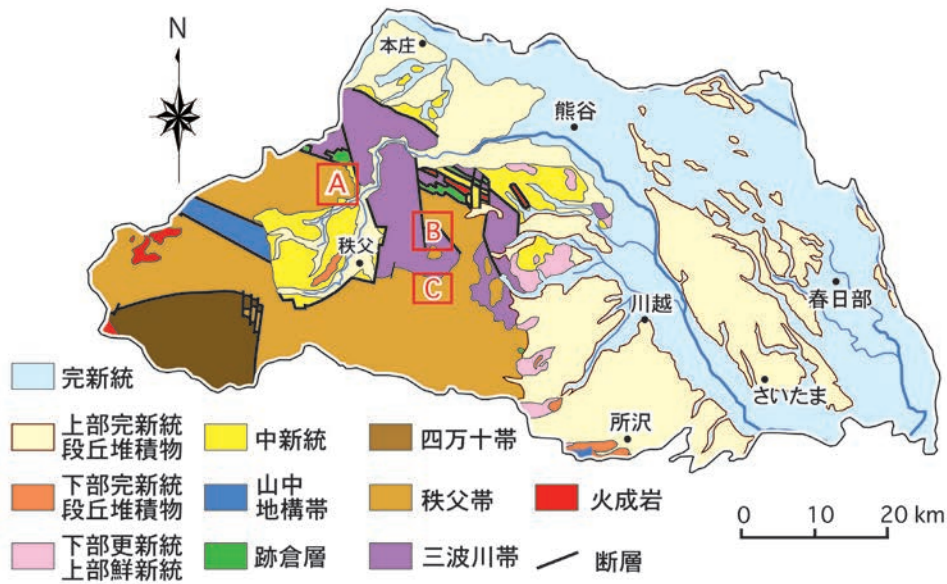 N
本庄
熊谷
A
B
秩父
C
川越
春日部
さいたま
所沢
完新統
上部完新統
段丘堆積物
中新統
四万十帯
下部完新統
段丘堆積物
山中
地構帯
秩父帯
火成岩
下部更新統
上部鮮新統
跡倉層
三波川帯
断層
0 10 20 km